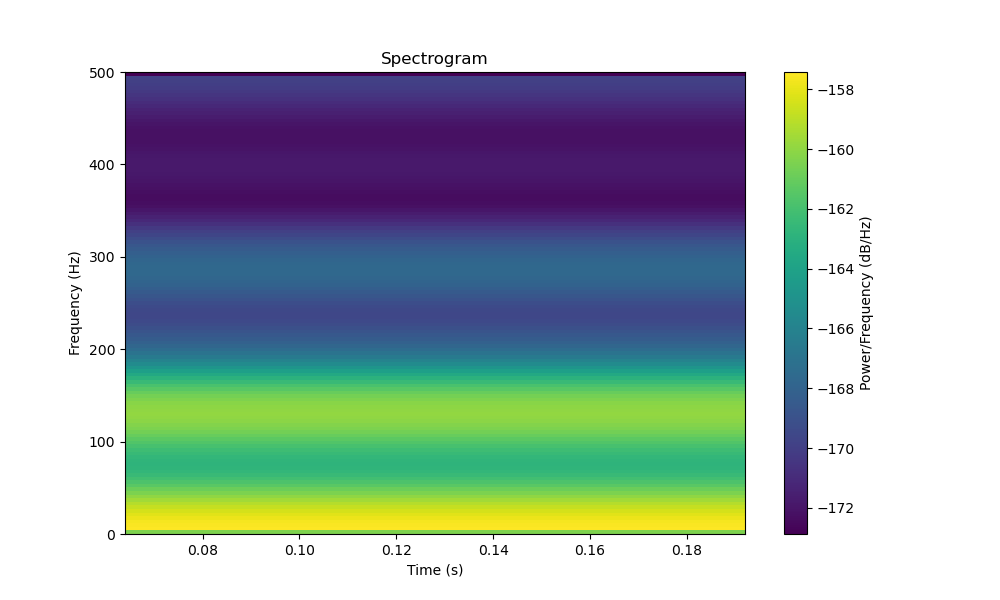 Spectrogram
500
400
300
200
100
0
Frequency (Hz)
0.08 0.10 0.12 0.14 0.16 0.18
Time (s)
−158
−160
−162
−164
−166
−168
−170
−172
Power/Frequency (dB/Hz)